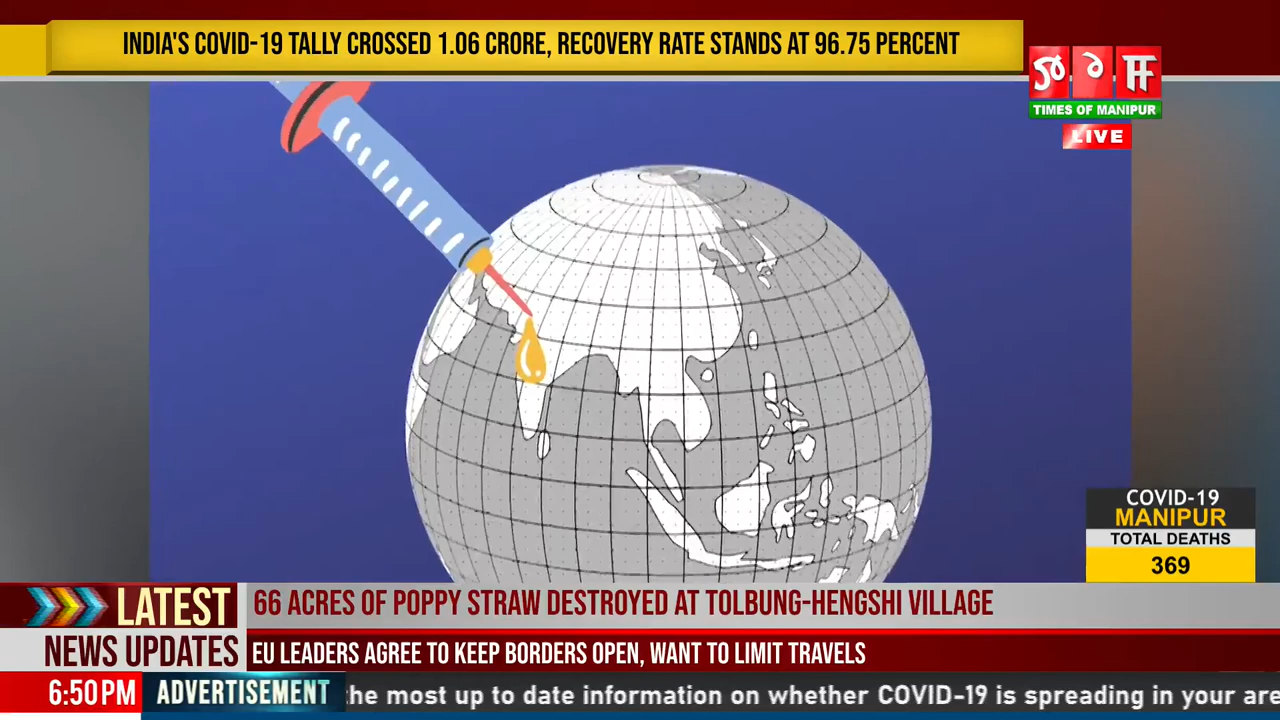 INDIA'S COVID-19 TALLY CROSSED 1.06 CRORE, RECOVERY RATE STANDS AT 96.75 PERCENT
TIMES OF MANIPUR
LIVE
COVID-19
MANIPUR
TOTAL DEATHS
369
LATEST
NEWS UPDATES
66 ACRES OF POPPY STRAW DESTROYED AT TOLBUNG-HENGSHI VILLAGE
EU LEADERS AGREE TO KEEP BORDERS OPEN, WANT TO LIMIT TRAVELS
6:50 PM
ADVERTISEMENT
he most up to date information on whether COVID-19 is spreading in your are